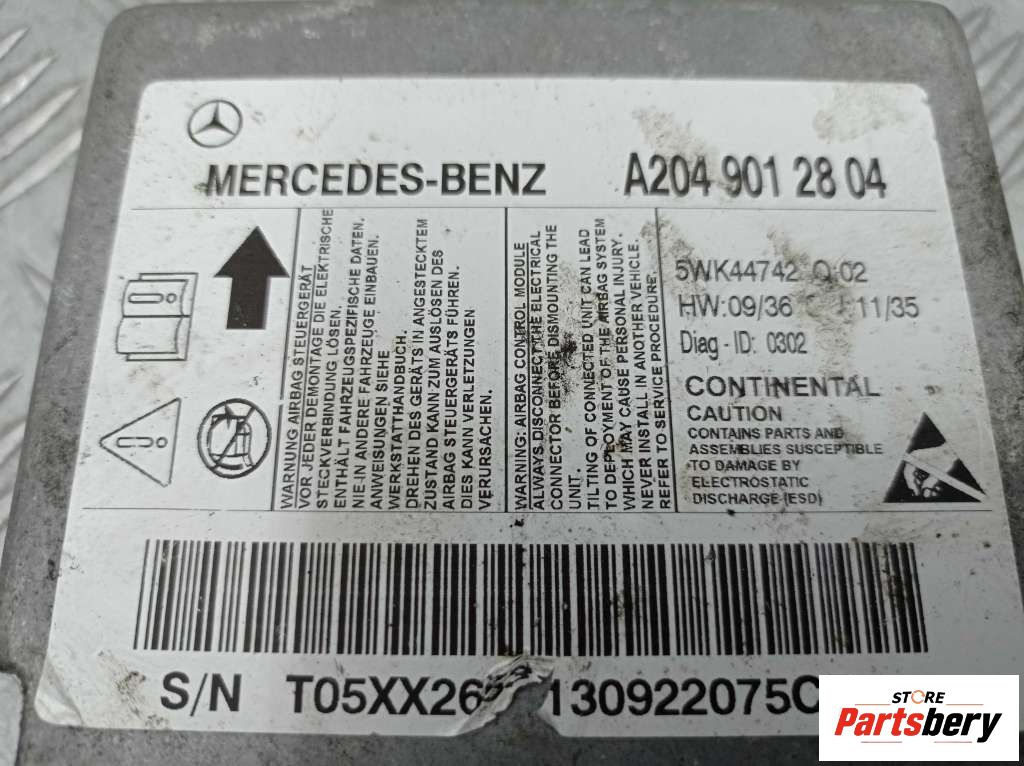 MERCEDES-BENZ A204 901 28 04
WARNUNG AIRBAG STEUERGERÄT
VOR JEDER DEMONTAGE DIE ELEKTRISCHE
STECKVERBINDUNG LÖSEN.
ENTHÄLT FAHRZEUGSPEZIFISCHE DATEN.
NIE IN ANDERE FAHRZEUGE EINBAUEN.
ANWEISUNGEN SIEHE
WERKSTATTHANDBUCH.
DREHEN DES GERÄTS IN ANGESTECKTEM
ZUSTAND KANN ZUM AUSLÖSEN DES
AIRBAG STEUERGERÄTS FÜHREN.
DIES KANN VERLETZUNGEN
VERURSACHEN.
WARNING: AIRBAG CONTROL MODULE
ALWAYS DISCONNECT THE ELECTRICAL
CONNECTOR BEFORE DISMOUNTING THE
UNIT.
TILTING OF CONNECTED UNIT CAN LEAD
TO DEPLOYMENT OF THE AIRBAG SYSTEM
WHICH MAY CAUSE PERSONAL INJURY.
NEVER INSTALL IN ANOTHER VEHICLE.
REFER TO SERVICE PROCEDURE.
5WK44742 Q:02
HW:09/36 11/35
Diag-ID: 0302
CONTINENTAL
CAUTION
CONTAINS PARTS AND
ASSEMBLIES SUSCEPTIBLE
TO DAMAGE BY
ELECTROSTATIC
DISCHARGE (ESD)
S/N T05XX26 130922075C
STORE
Partsbery